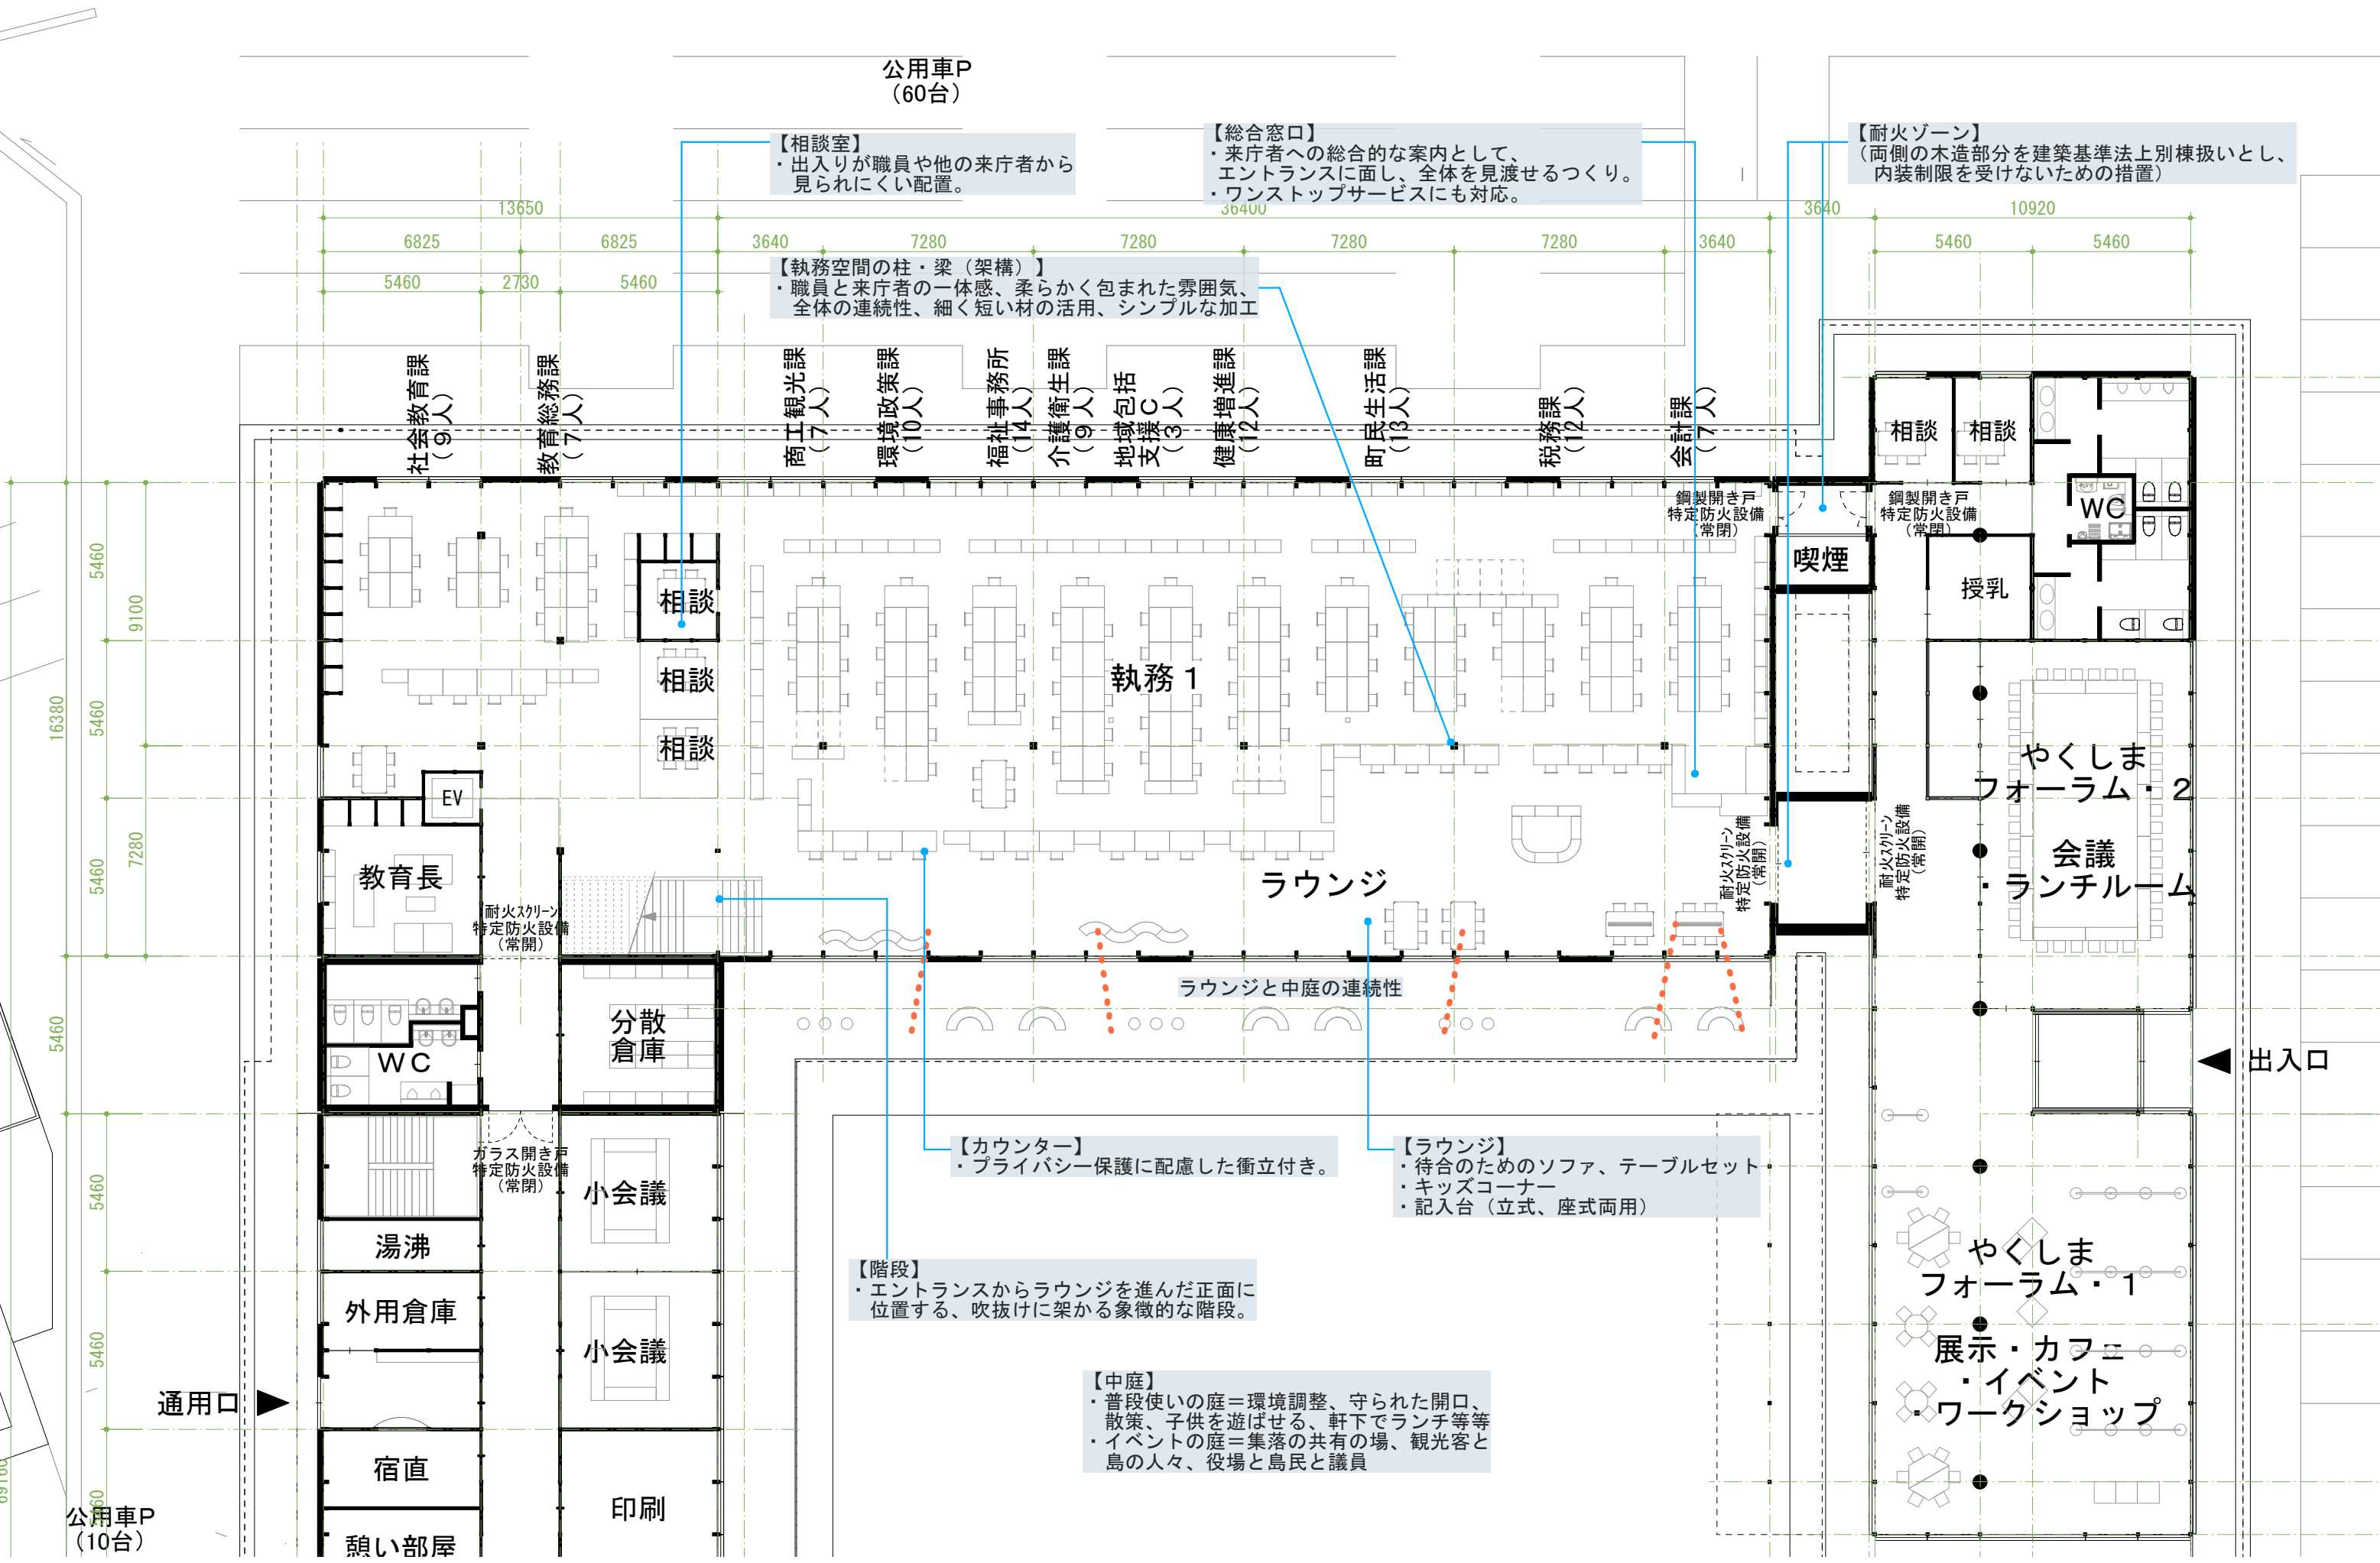 公用車P
（60台）
【相談室】
・出入りが職員や他の来庁者から
見られにくい配置。
【総合窓口】
・来庁者への総合的な案内として、
エントランスに面し、全体を見渡せるつくり。
・ワンストップサービスにも対応。
【耐火ゾーン】
（両側の木造部分を建築基準法上別棟扱いとし、
内装制限を受けないための措置）
13650
36400
3640
10920
6825
6825
3640
7280
7280
7280
7280
3640
5460
5460
5460
2730
5460
【執務空間の柱・梁（架構）】
・職員と来庁者の一体感、柔らかく包まれた雰囲気、
全体の連続性、細く短い材の活用、シンプルな加工
社会教育課
（9人）
教育総務課
（7人）
商工観光課
（7人）
環境政策課
（10人）
福祉事務所
（14人）
介護衛生課
（9人）
地域包括
支援C
（3人）
健康増進課
（12人）
町民生活課
（13人）
税務課
（12人）
会計課
（7人）
相談
相談
鋼製開き戸
特定防火設備
（常閉）
鋼製開き戸
特定防火設備
（常閉）
WC
喫煙
授乳
相談
相談
相談
執務1
5460
9100
16380
5460
7280
5460
5460
5460
5460
EV
教育長
耐火スクリーン
特定防火設備
（常開）
ラウンジ
耐火スクリーン
特定防火設備
（常開）
耐火スクリーン
特定防火設備
（常開）
やくしま
フォーラム・2
会議
・ランチルーム
ラウンジと中庭の連続性
分散
倉庫
WC
出入口
ガラス開き戸
特定防火設備
（常閉）
小会議
【カウンター】
・プライバシー保護に配慮した衝立付き。
【ラウンジ】
・待合のためのソファ、テーブルセット
・キッズコーナー
・記入台（立式、座式両用）
湯沸
【階段】
・エントランスからラウンジを進んだ正面に
位置する、吹抜けに架かる象徴的な階段。
外用倉庫
小会議
やくしま
フォーラム・1
展示・カフェ
・イベント
・ワークショップ
通用口
【中庭】
・普段使いの庭＝環境調整、守られた開口、
散策、子供を遊ばせる、軒下でランチ等等
・イベントの庭＝集落の共有の場、観光客と
島の人々、役場と島民と議員
宿直
印刷
69160
5460
公用車P
（10台）
憩い部屋